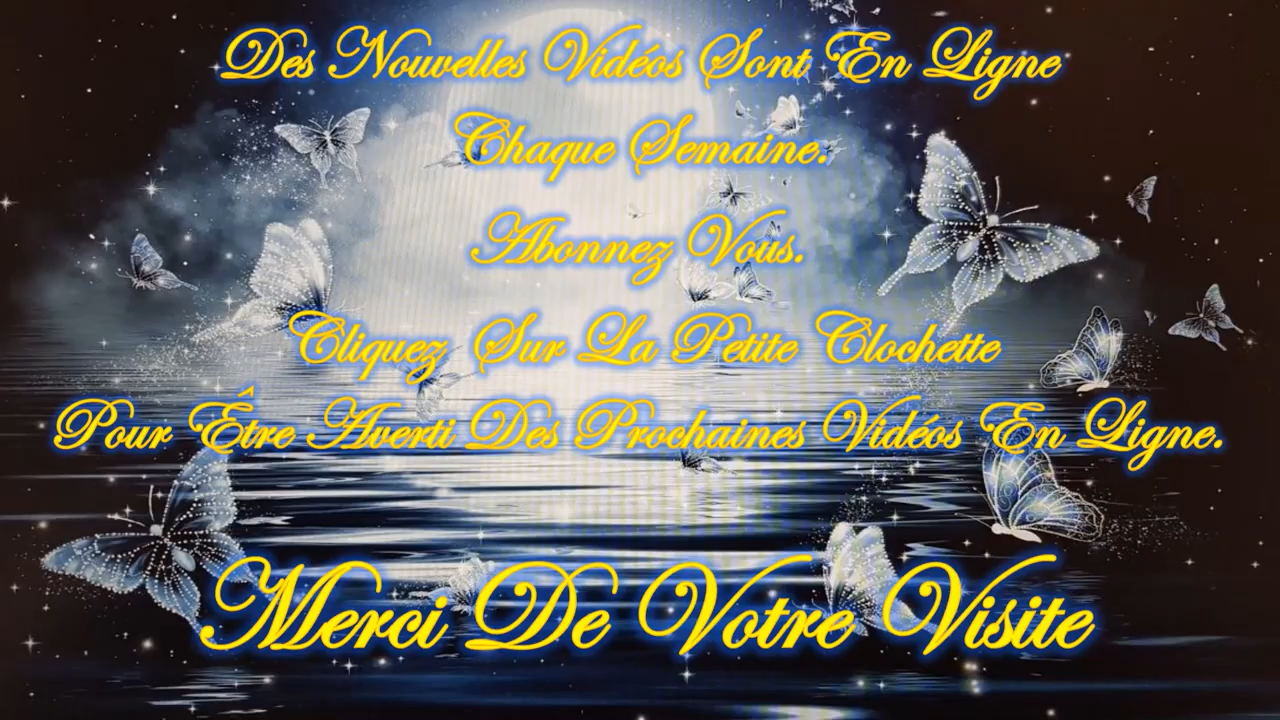 Des Nouvelles Vidéos Sont En Ligne
Chaque Semaine.
Abonnez Vous.
Cliquez Sur La Petite Clochette
Pour Être Averti Des Prochaines Vidéos En Ligne.
Merci De Votre Visite